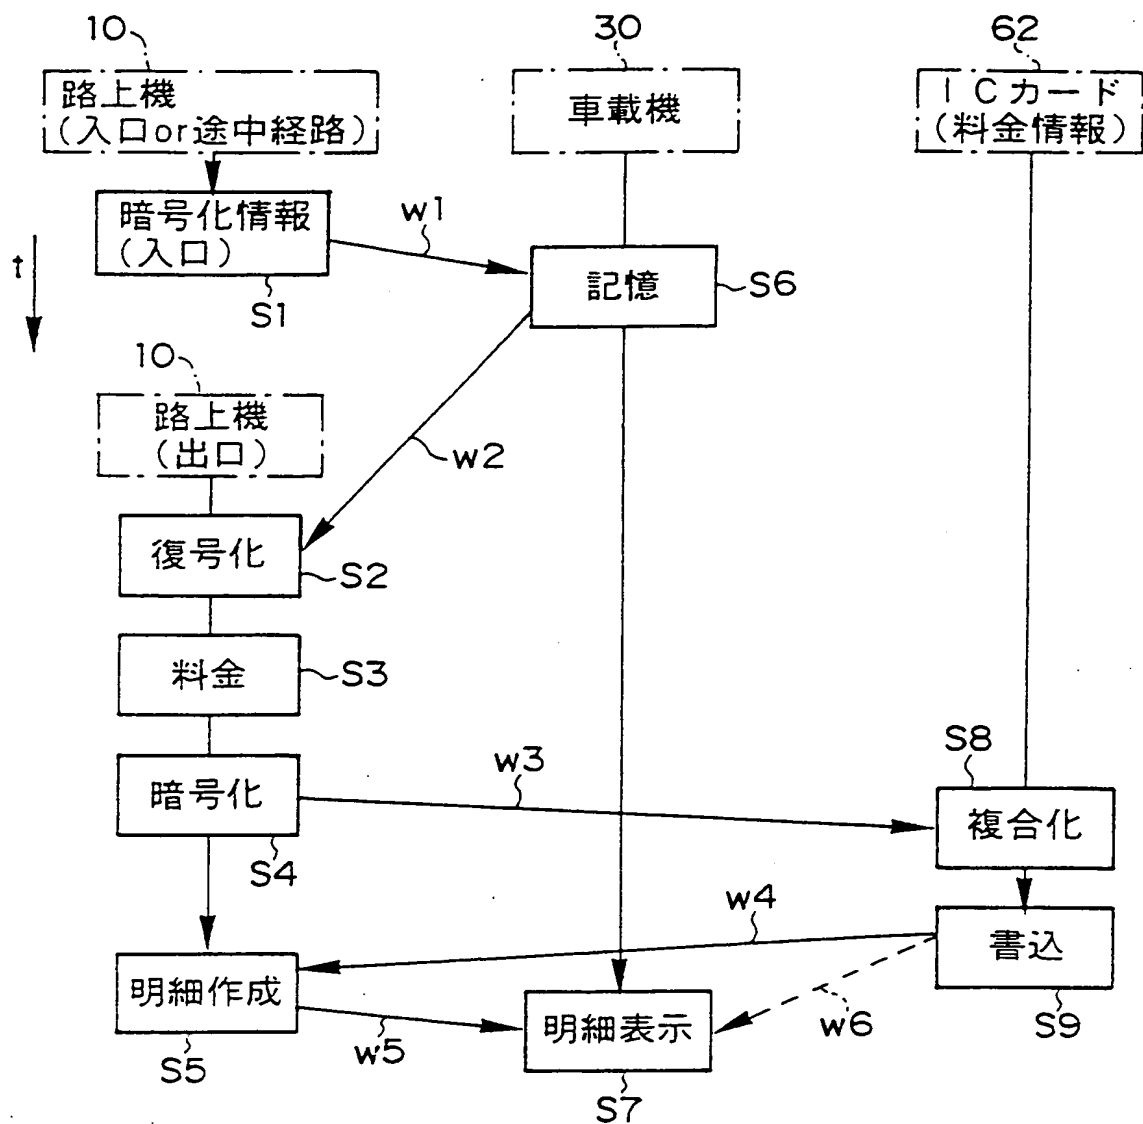 10
30
62
路上機
(入口or途中経路)
車載機
ICカード
(料金情報)
暗号化情報
(入口)
w1
t
S1
記憶
S6
10
路上機
(出口)
w2
復号化
S2
料金
S3
w3
S8
暗号化
複合化
S4
w4
書込
明細作成
明細表示
w6
S9
w5
S5
S7